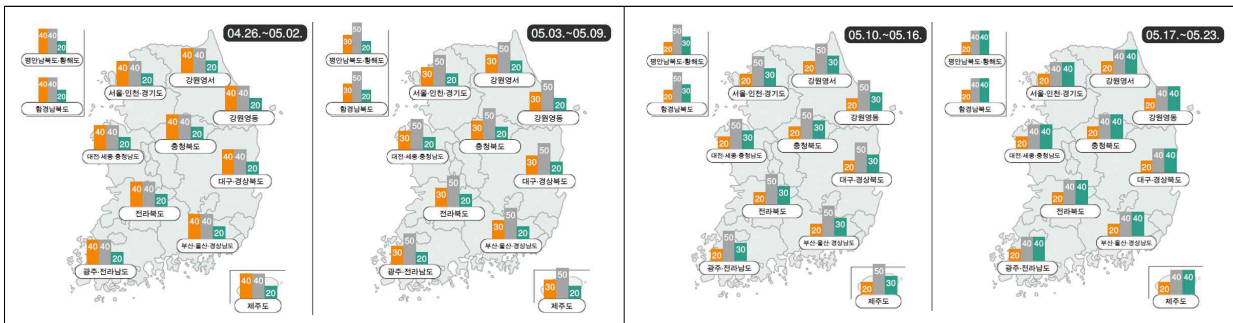 04.26.~05.02.
40 40 20
평안남북도·황해도
40 40 20
함경남북도
40 40 20
서울·인천·경기도
40 40 20
강원영서
40 40 20
강원영동
40 40 20
대전·세종·충청남도
40 40 20
충청북도
40 40 20
대구·경상북도
40 40 20
전라북도
40 40 20
부산·울산·경상남도
40 40 20
광주·전라남도
40 40 20
제주도
05.03.~05.09.
30 50 20
평안남북도·황해도
30 50 20
함경남북도
30 50 20
서울·인천·경기도
30 50 20
강원영서
30 50 20
강원영동
30 50 20
대전·세종·충청남도
30 50 20
충청북도
30 50 20
대구·경상북도
30 50 20
전라북도
30 50 20
부산·울산·경상남도
30 50 20
광주·전라남도
30 50 20
제주도
05.10.~05.16.
20 50 30
평안남북도·황해도
20 50 30
함경남북도
20 50 30
서울·인천·경기도
20 50 30
강원영서
20 50 30
강원영동
20 50 30
대전·세종·충청남도
20 50 30
충청북도
20 50 30
대구·경상북도
20 50 30
전라북도
20 50 30
부산·울산·경상남도
20 50 30
광주·전라남도
20 50 30
제주도
05.17.~05.23.
20 40 40
평안남북도·황해도
20 40 40
함경남북도
20 40 40
서울·인천·경기도
20 40 40
강원영서
20 40 40
강원영동
20 40 40
대전·세종·충청남도
20 40 40
충청북도
20 40 40
대구·경상북도
20 40 40
전라북도
20 40 40
부산·울산·경상남도
20 40 40
광주·전라남도
20 40 40
제주도